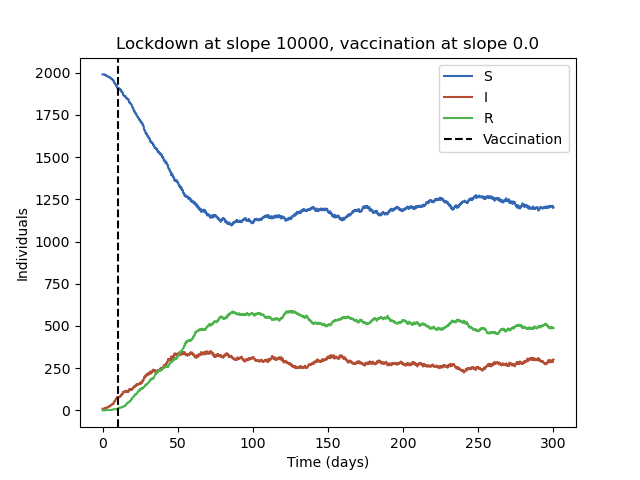 Lockdown at slope 10000, vaccination at slope 0.0
S
I
R
Vaccination
2000
1750
1500
1250
1000
750
500
250
0
Individuals
0 50 100 150 200 250 300
Time (days)